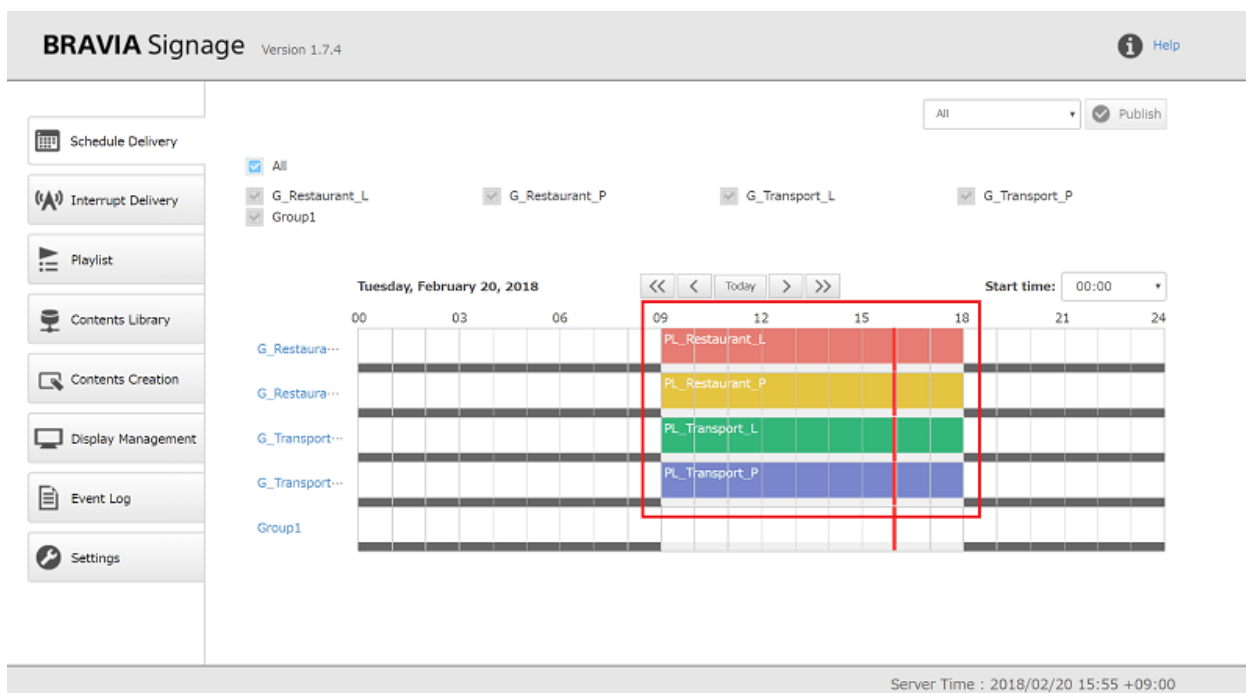 BRAVIA Signage Version 1.7.4
Help
All
Publish
Schedule Delivery
Interrupt Delivery
Playlist
Contents Library
Contents Creation
Display Management
Event Log
Settings
All
G_Restaurant_L G_Restaurant_P G_Transport_L G_Transport_P
Group1
Tuesday, February 20, 2018 << < Today > >> Start time: 00:00
00 03 06 09 12 15 18 21 24
G_Restaura··· PL_Restaurant_L
G_Restaura··· PL_Restaurant_P
G_Transport··· PL_Transport_L
G_Transport··· PL_Transport_P
Group1
Server Time : 2018/02/20 15:55 +09:00